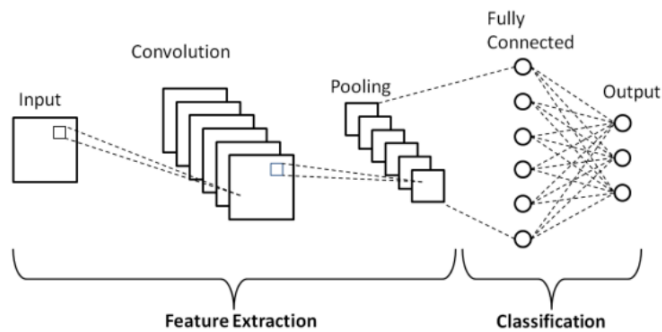 Fully
Connected
Convolution
Pooling
Input
Output
Feature Extraction
Classification